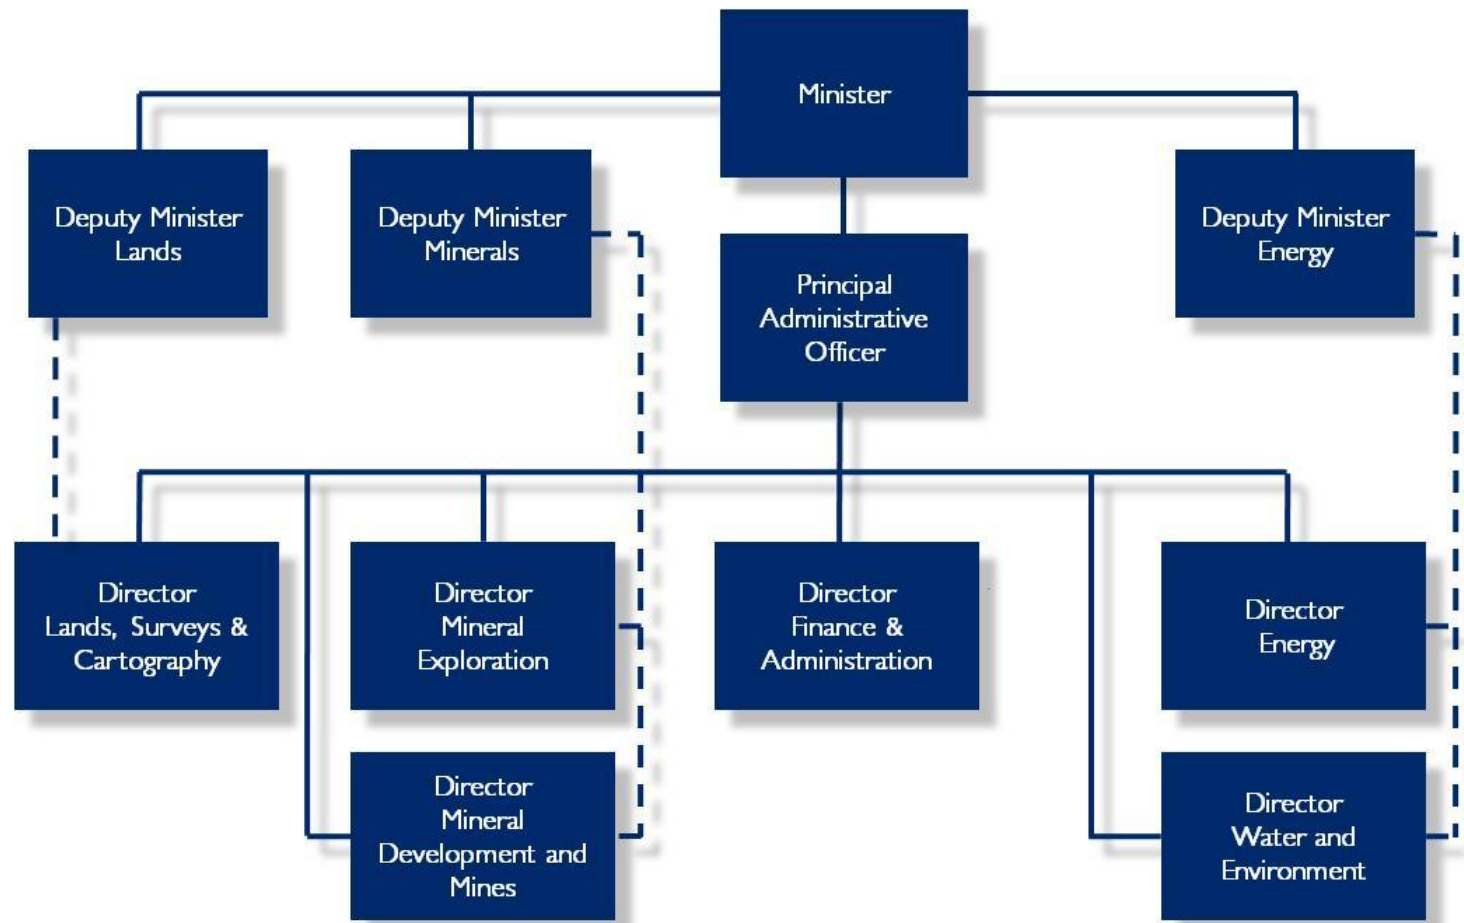 Minister
Deputy Minister
Lands
Deputy Minister
Minerals
Deputy Minister
Energy
Principal
Administrative
Officer
Director
Lands, Surveys &
Cartography
Director
Mineral
Exploration
Director
Finance &
Administration
Director
Energy
Director
Mineral
Development and
Mines
Director
Water and
Environment